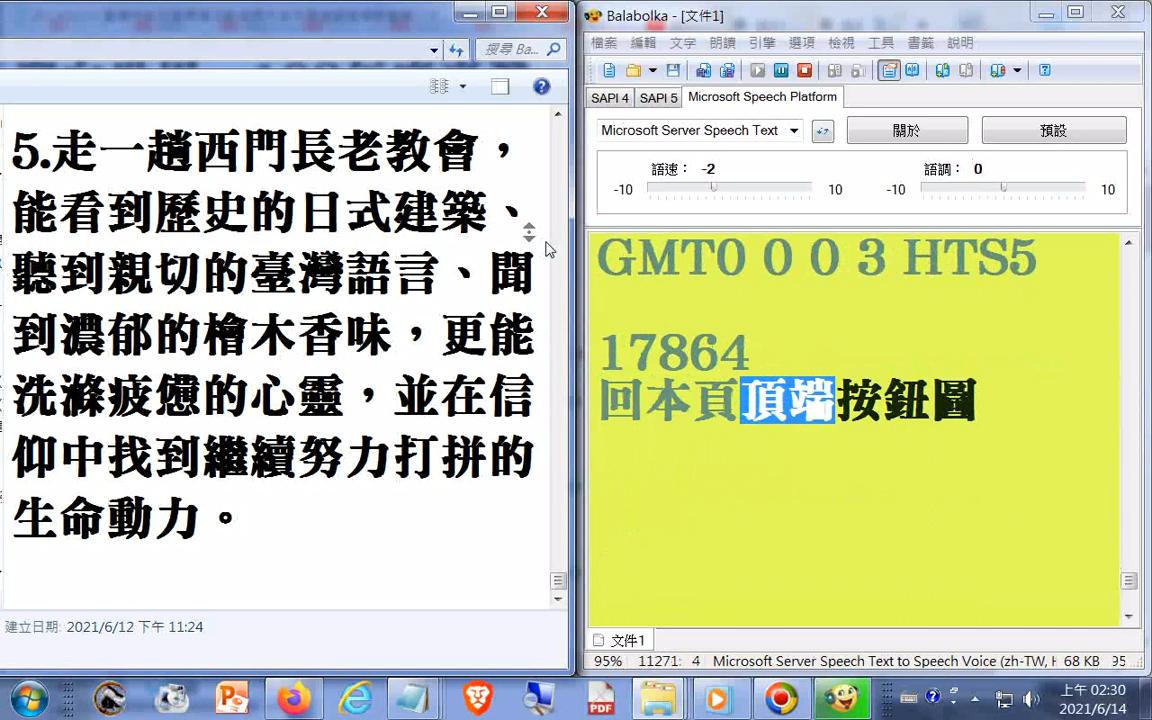 搜尋 Ba...
5.走一趟西門長老教會，
能看到歷史的日式建築、
聽到親切的臺灣語言、聞
到濃郁的檜木香味，更能
洗滌疲憊的心靈，並在信
仰中找到繼續努力打拼的
生命動力。
建立日期: 2021/6/12 下午 11:24
Balabolka - [文件1]
檔案 編輯 文字 朗讀 引擎 選項 檢視 工具 書籤 說明
SAPI 4 SAPI 5 Microsoft Speech Platform
Microsoft Server Speech Text 關於 預設
語速： -2 語調： 0
-10 10 -10 10
GMT0 0 0 3 HTS5
17864
回本頁頂端按鈕圖
文件1
95% 11271: 4 Microsoft Server Speech Text to Speech Voice (zh-TW, H 68 KB 95
PDF
上午 02:30
2021/6/14